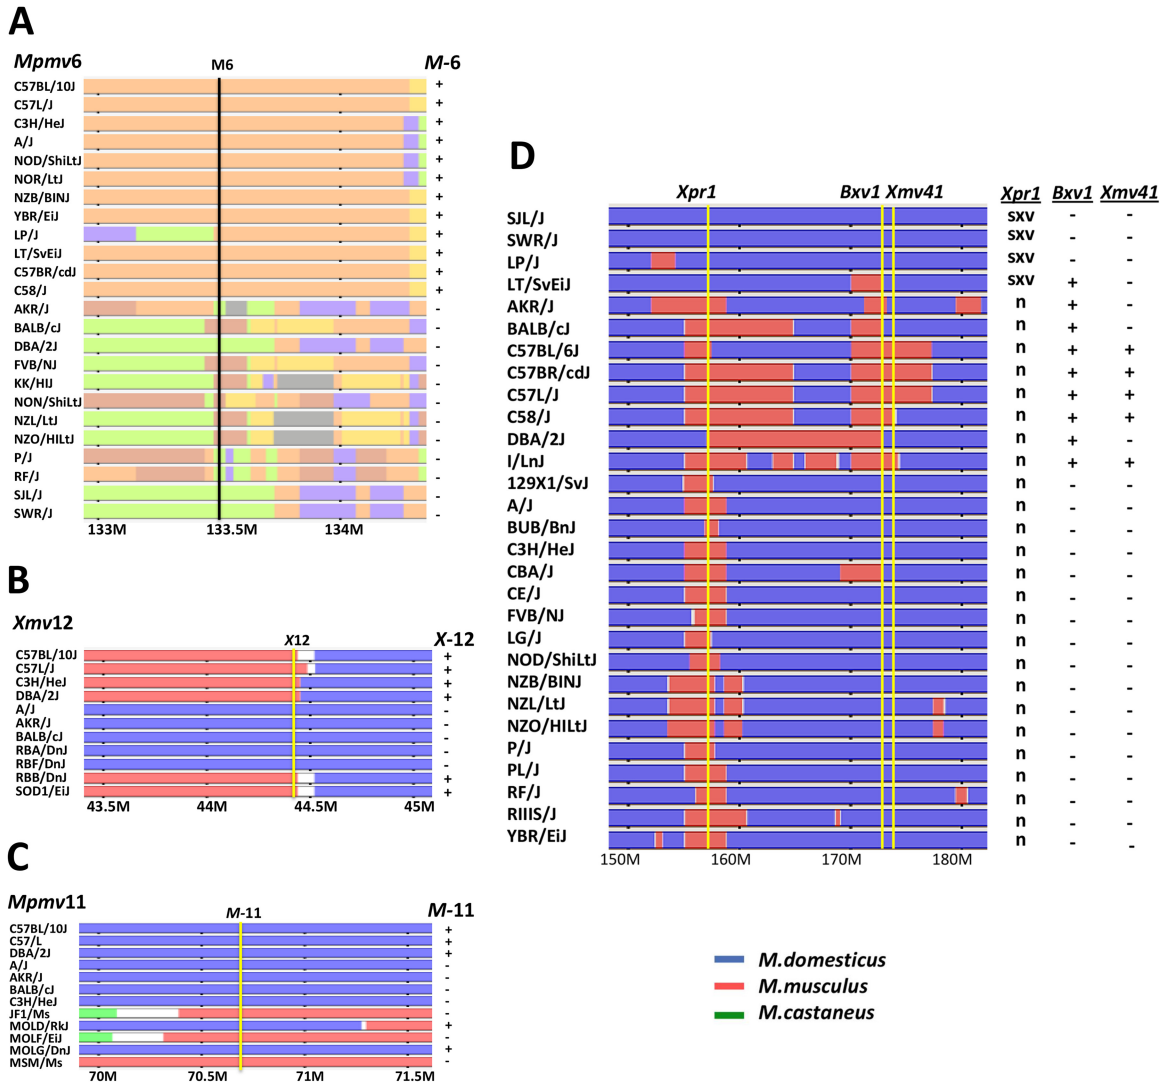 A
Mpmv6 M6 M-6
C57BL/10J +
C57L/J +
C3H/HeJ +
A/J +
NOD/ShiLtJ +
NOR/LtJ +
NZB/BINJ +
YBR/EiJ +
LP/J +
LT/SvEiJ +
C57BR/cdJ +
C58/J +
AKR/J -
BALB/cJ -
DBA/2J -
FVB/NJ -
KK/HIJ -
NON/ShiLtJ -
NZL/LtJ -
NZO/HILtJ -
P/J -
RF/J -
SJL/J -
SWR/J -
133M 133.5M 134M
B
Xmv12
X12 X-12
C57BL/10J +
C57L/J +
C3H/HeJ +
DBA/2J +
A/J -
AKR/J -
BALB/cJ -
RBA/DnJ -
RBF/DnJ -
RBB/DnJ +
SOD1/EiJ +
43.5M 44M 44.5M 45M
C
Mpmv11 M-11 M-11
C57BL/10J +
C57/L +
DBA/2J +
A/J -
AKR/J -
BALB/cJ -
C3H/HeJ -
JF1/Ms -
MOLD/RkJ +
MOLF/EiJ -
MOLG/DnJ +
MSM/Ms -
70M 70.5M 71M 71.5M
D
Xpr1 Bxv1 Xmv41 Xpr1 Bxv1 Xmv41
SJL/J sxv - -
SWR/J sxv - -
LP/J sxv - -
LT/SvEiJ sxv + -
AKR/J n + -
BALB/cJ n + -
C57BL/6J n + +
C57BR/cdJ n + +
C57L/J n + +
C58/J n + +
DBA/2J n + -
I/LnJ n + +
129X1/SvJ n - -
A/J n - -
BUB/BnJ n - -
C3H/HeJ n - -
CBA/J n - -
CE/J n - -
FVB/NJ n - -
LG/J n - -
NOD/ShiLtJ n - -
NZB/BINJ n - -
NZL/LtJ n - -
NZO/HILtJ n - -
P/J n - -
PL/J n - -
RF/J n - -
RIIIS/J n - -
YBR/EiJ n - -
150M 160M 170M 180M
M.domesticus
M.musculus
M.castaneus